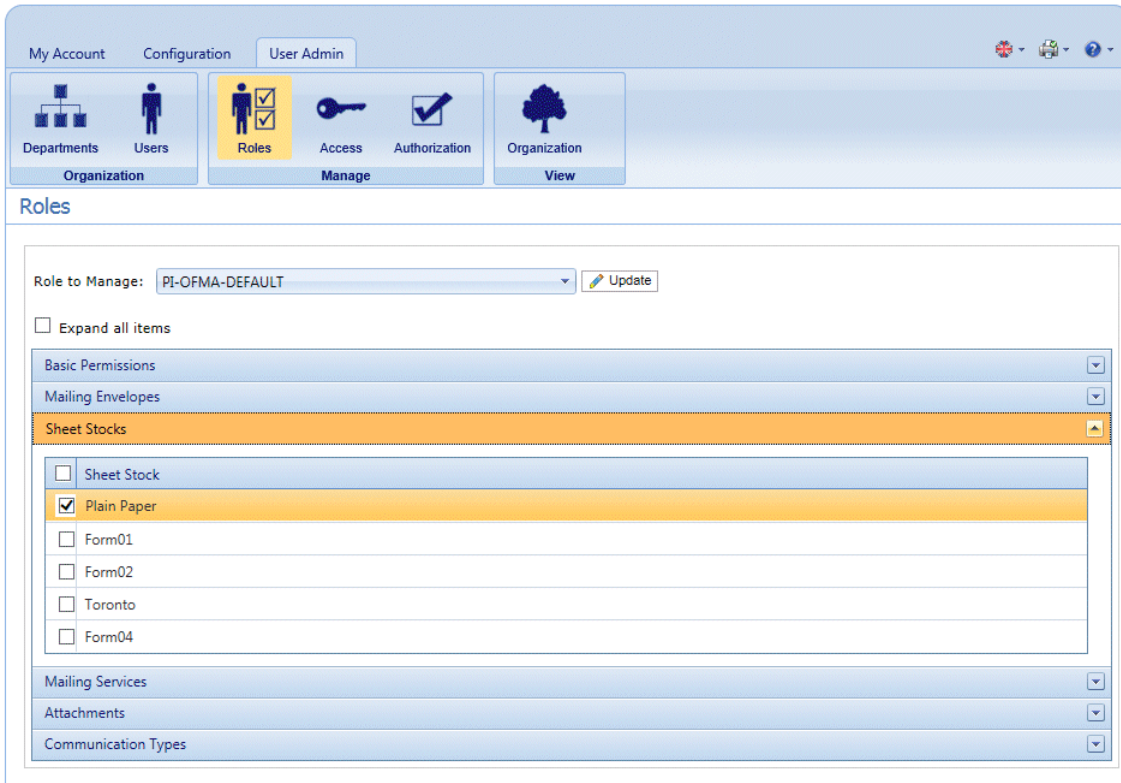 My Account Configuration User Admin
Departments Users Roles Access Authorization Organization
Organization Manage View
Roles
Role to Manage: PI-OFMA-DEFAULT Update
Expand all items
Basic Permissions
Mailing Envelopes
Sheet Stocks
Sheet Stock
Plain Paper
Form01
Form02
Toronto
Form04
Mailing Services
Attachments
Communication Types